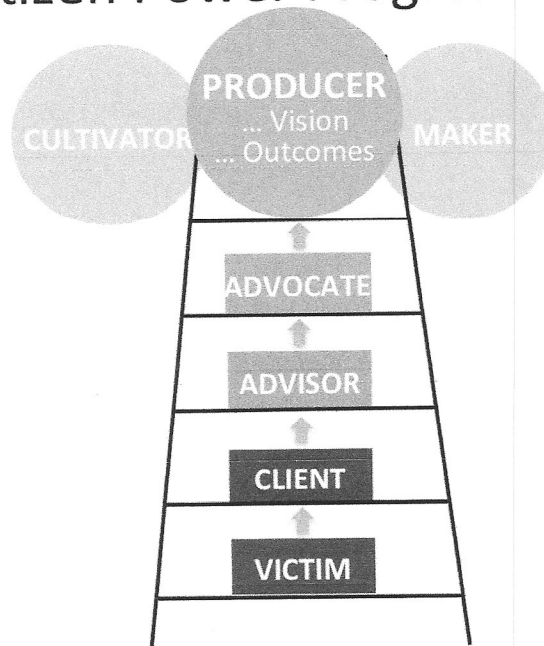 PRODUCER
... Vision
... Outcomes
CULTIVATOR
MAKER
ADVOCATE
ADVISOR
CLIENT
VICTIM